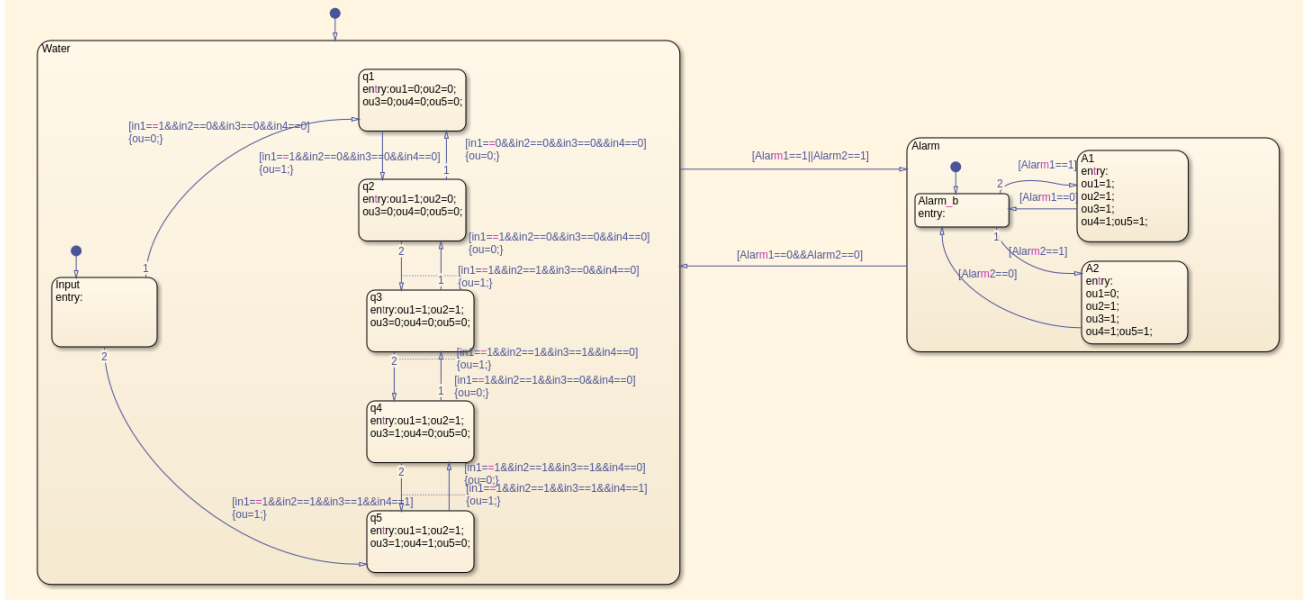 Water
q1
entry:ou1=0;ou2=0;
ou3=0;ou4=0;ou5=0;
[in1==1&&in2==0&&in3==0&&in4==0]
{ou=0;}
[in1==1&&in2==0&&in3==0&&in4==0]
{ou=1;}
[in1==0&&in2==0&&in3==0&&in4==0]
{ou=0;}
1
q2
entry:ou1=1;ou2=0;
ou3=0;ou4=0;ou5=0;
[in1==1&&in2==0&&in3==0&&in4==0]
{ou=0;}
2
[in1==1&&in2==1&&in3==0&&in4==0]
{ou=1;}
1
1
Input
entry:
2
q3
entry:ou1=1;ou2=1;
ou3=0;ou4=0;ou5=0;
[in1==1&&in2==1&&in3==1&&in4==0]
{ou=1;}
2
[in1==1&&in2==1&&in3==0&&in4==0]
{ou=0;}
1
q4
entry:ou1=1;ou2=1;
ou3=1;ou4=0;ou5=0;
2
[in1==1&&in2==1&&in3==1&&in4==0]
{ou=0;}
[in1==1&&in2==1&&in3==1&&in4==1]
{ou=1;}
[in1==1&&in2==1&&in3==1&&in4==1]
{ou=1;}
q5
entry:ou1=1;ou2=1;
ou3=1;ou4=1;ou5=0;
[Alarm1==1||Alarm2==1]
[Alarm1==0&&Alarm2==0]
Alarm
Alarm_b
entry:
2
[Alarm1==1]
[Alarm1==0]
A1
entry:
ou1=1;
ou2=1;
ou3=1;
ou4=1;ou5=1;
1
[Alarm2==1]
[Alarm2==0]
A2
entry:
ou1=0;
ou2=1;
ou3=1;
ou4=1;ou5=1;